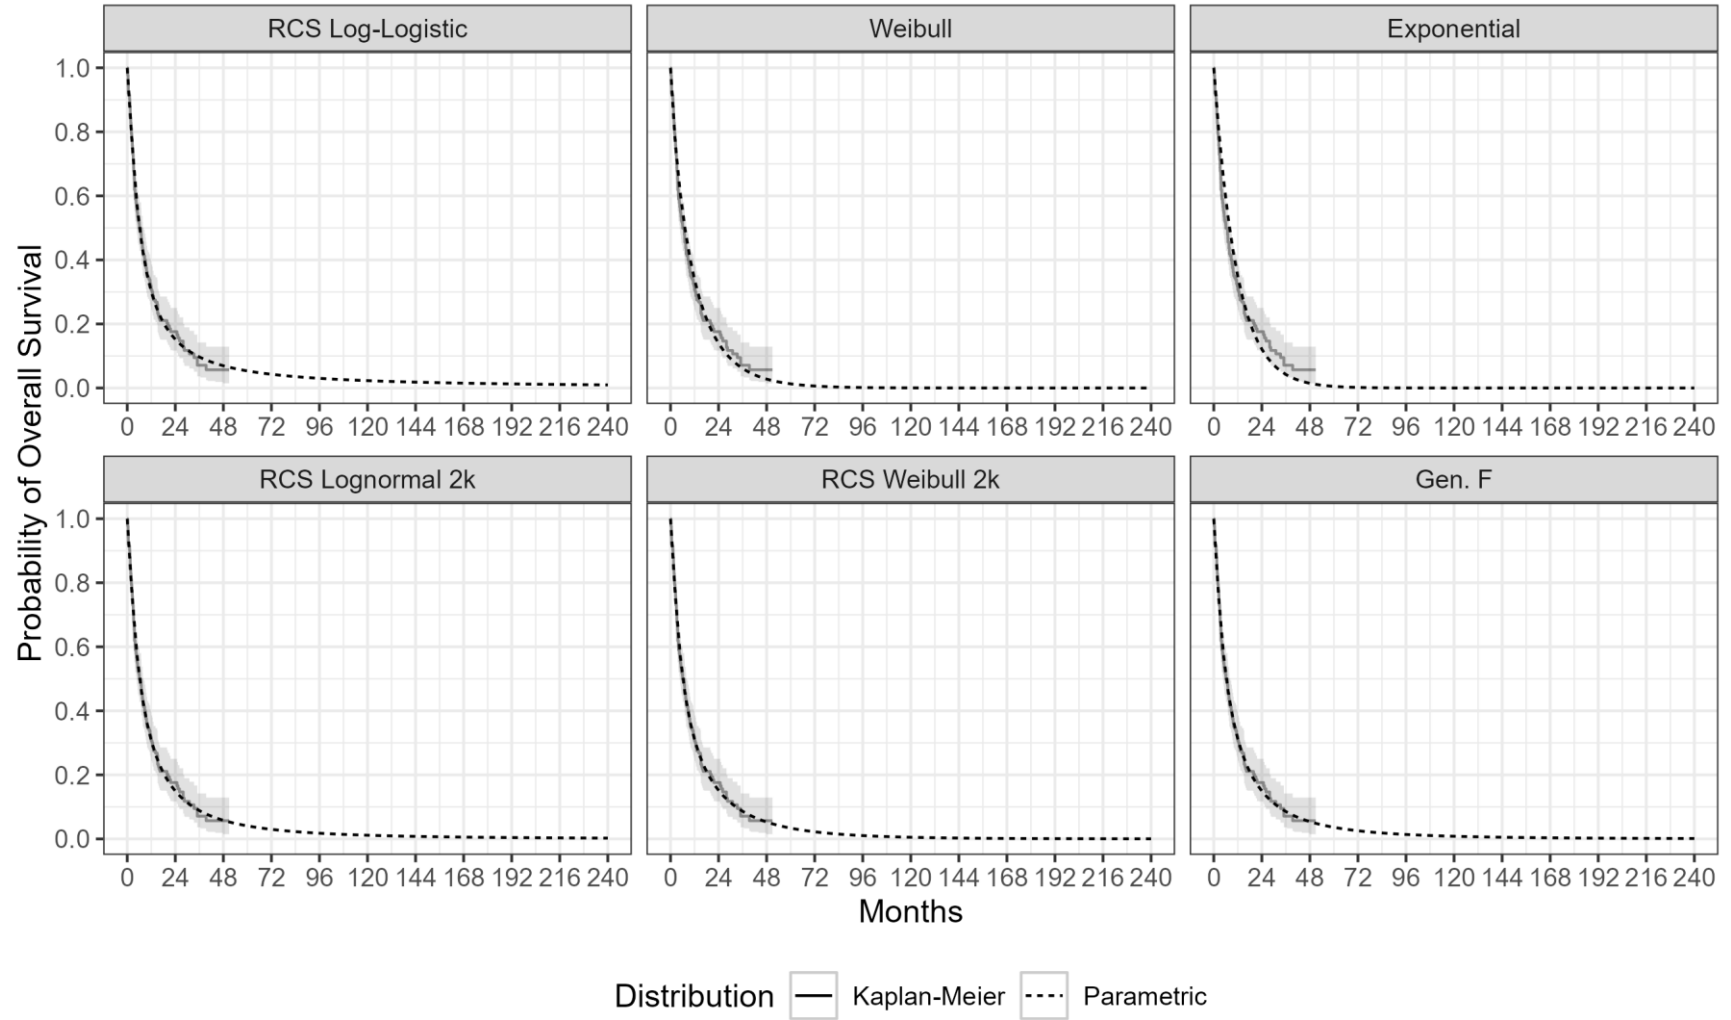 RCS Log-Logistic Weibull Exponential
1.0
0.8
0.6
0.4
0.2
0.0
0 24 48 72 96 120 144 168 192 216 240 0 24 48 72 96 120 144 168 192 216 240 0 24 48 72 96 120 144 168 192 216 240
Probability of Overall Survival
RCS Lognormal 2k RCS Weibull 2k Gen. F
1.0
0.8
0.6
0.4
0.2
0.0
0 24 48 72 96 120 144 168 192 216 240 0 24 48 72 96 120 144 168 192 216 240 0 24 48 72 96 120 144 168 192 216 240
Months
Distribution Kaplan-Meier Parametric